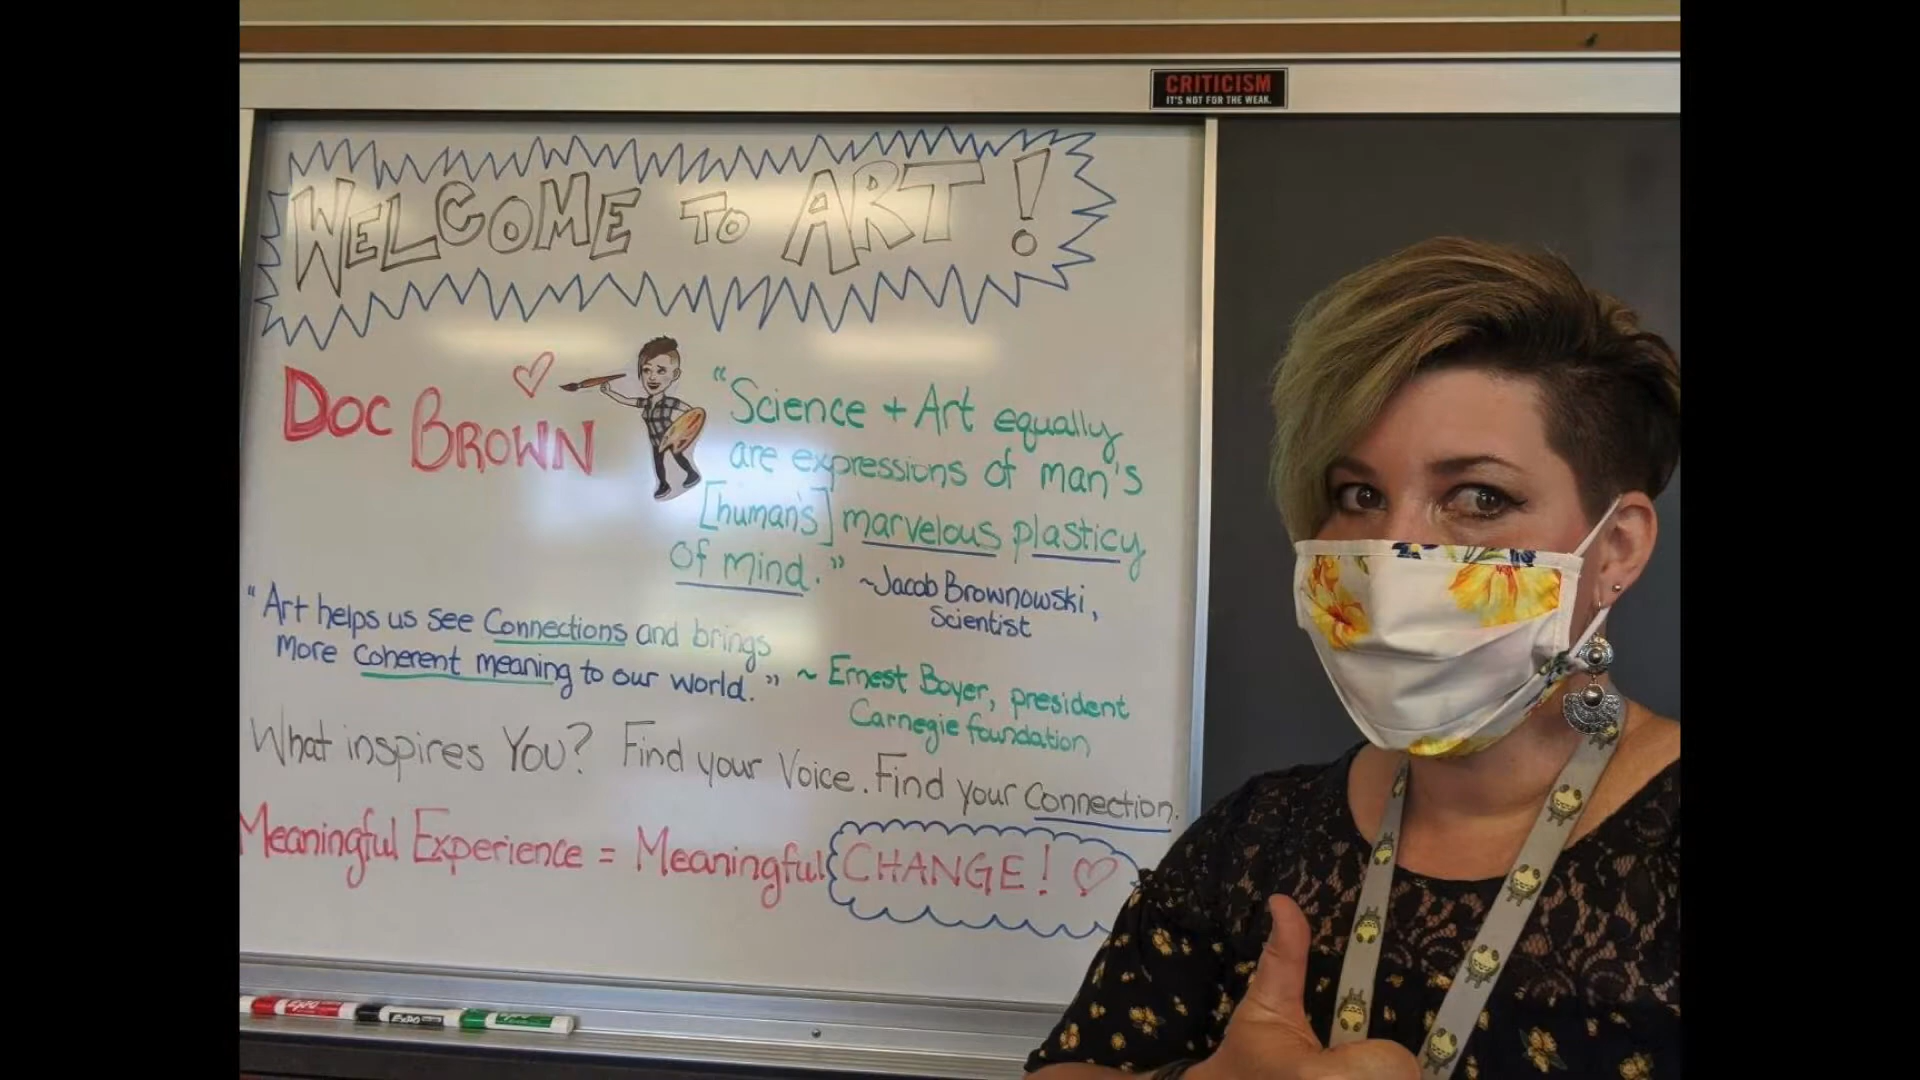 CRITICISM
IT'S NOT FOR THE WEAK.
WELCOME TO ART!
DOC BROWN
"Science + Art equally
are expressions of man's
[human's] marvelous plasticy
of mind."
~Jacob Brownowski,
Scientist
"Art helps us see Connections and brings
more coherent meaning to our world."
~ Ernest Boyer, president
Carnegie foundation
What inspires YOU? Find your Voice. Find your Connection.
Meaningful Experience = Meaningful CHANGE!
EXPO
EXPO